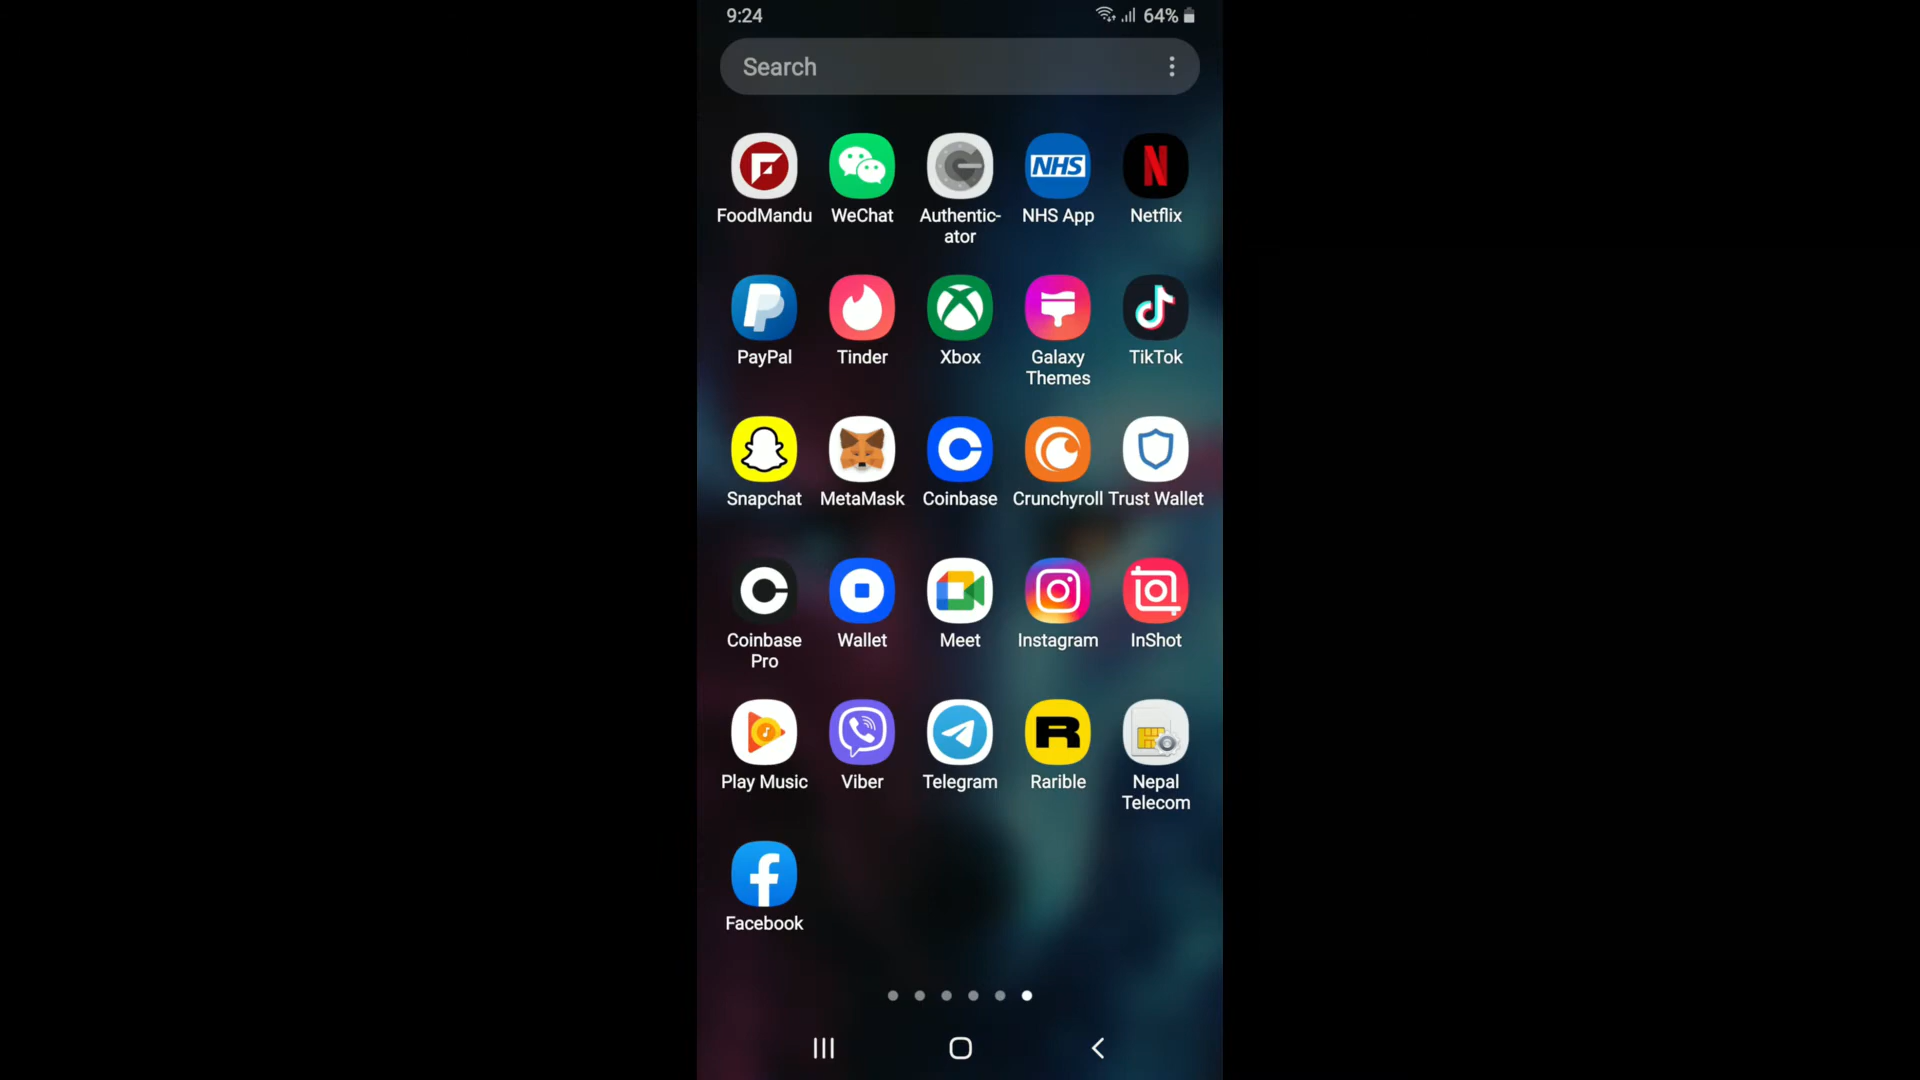 9:24
64%
Search
NHS
N
FoodMandu
WeChat
Authentic-
ator
NHS App
Netflix
PayPal
Tinder
Xbox
Galaxy
Themes
TikTok
Snapchat
MetaMask
Coinbase
Crunchyroll
Trust Wallet
Coinbase
Pro
Wallet
Meet
Instagram
InShot
R
Play Music
Viber
Telegram
Rarible
Nepal
Telecom
f
Facebook